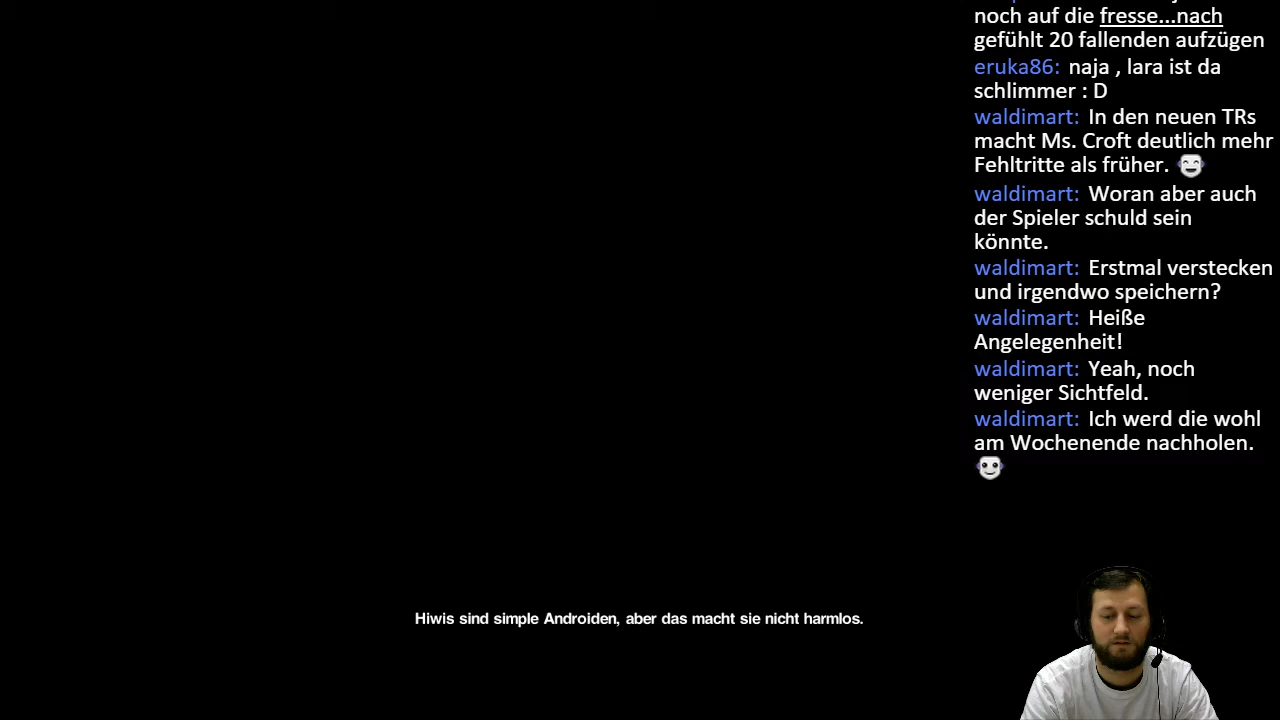 noch auf die fresse...nach
gefühlt 20 fallenden aufzügen
eruka86: naja , lara ist da
schlimmer : D
waldimart: In den neuen TRs
macht Ms. Croft deutlich mehr
Fehltritte als früher.
waldimart: Woran aber auch
der Spieler schuld sein
könnte.
waldimart: Erstmal verstecken
und irgendwo speichern?
waldimart: Heiße
Angelegenheit!
waldimart: Yeah, noch
weniger Sichtfeld.
waldimart: Ich werd die wohl
am Wochenende nachholen.
Hiwis sind simple Androiden, aber das macht sie nicht harmlos.